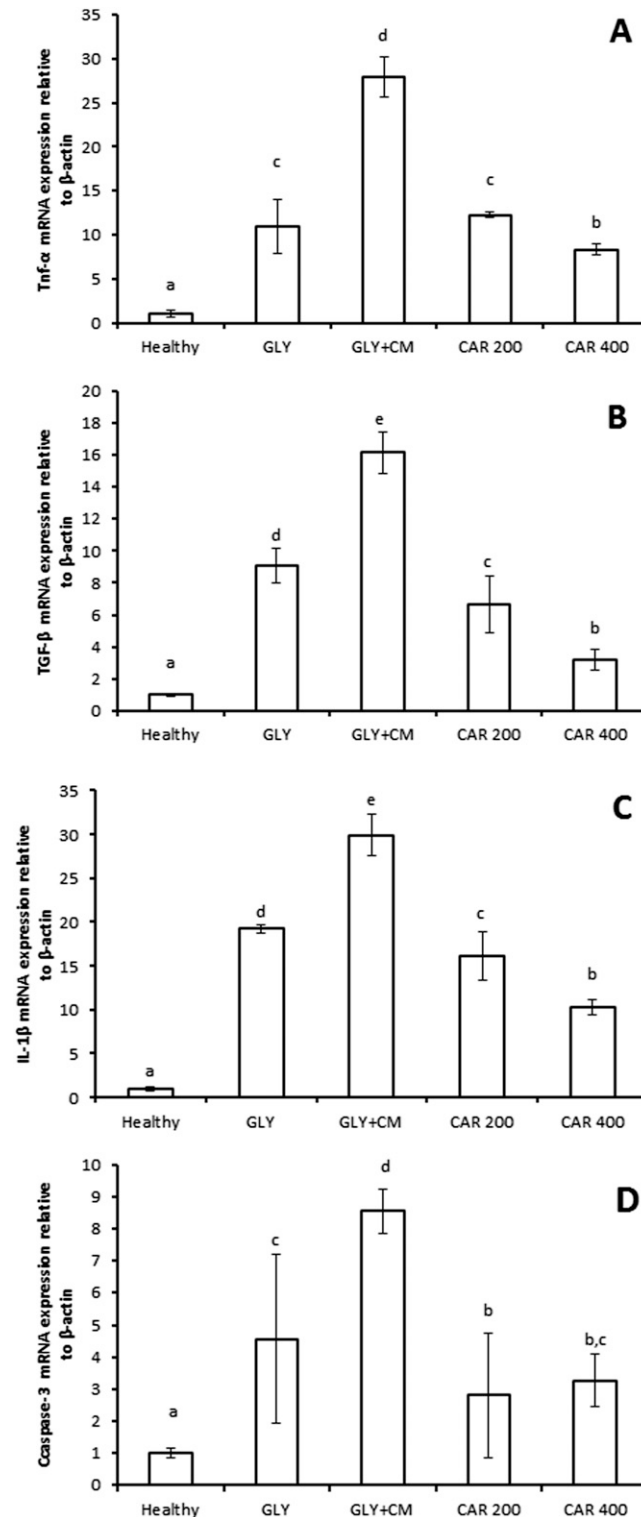 A
Tnf-α mRNA expression relative
to β-actin
35
30
25
20
15
10
5
0
a
c
d
c
b
Healthy GLY GLY+CM CAR 200 CAR 400
B
TGF-β mRNA expression relative
to β-actin
20
18
16
14
12
10
8
6
4
2
0
a
d
e
c
b
Healthy GLY GLY+CM CAR 200 CAR 400
C
IL-1β mRNA expression relative
to β-actin
35
30
25
20
15
10
5
0
a
d
e
c
b
Healthy GLY GLY+CM CAR 200 CAR 400
D
Ccaspase-3 mRNA expression relative
to β-actin
10
9
8
7
6
5
4
3
2
1
0
a
c
d
b
b,c
Healthy GLY GLY+CM CAR 200 CAR 400